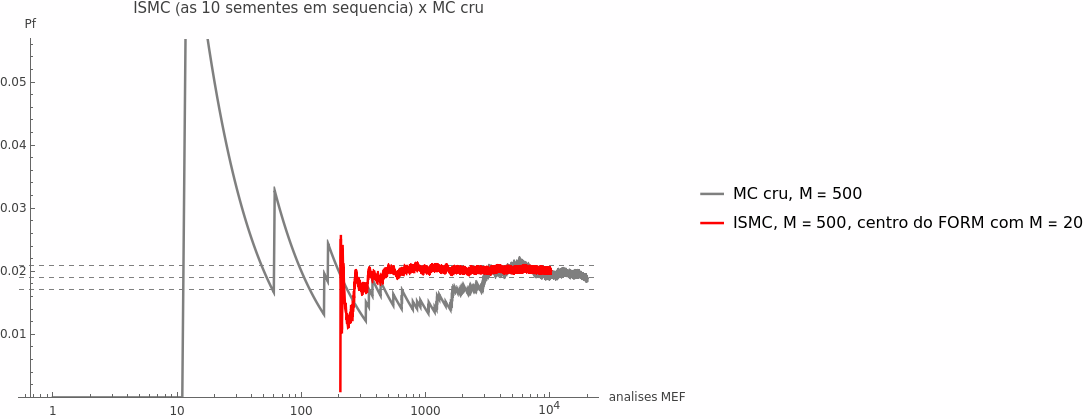 ISMC (as 10 sementes em sequencia) x MC cru
Pf
0.05
0.04
0.03
0.02
0.01
1
10
100
1000
10^4
analises MEF
MC cru, M = 500
ISMC, M = 500, centro do FORM com M = 20